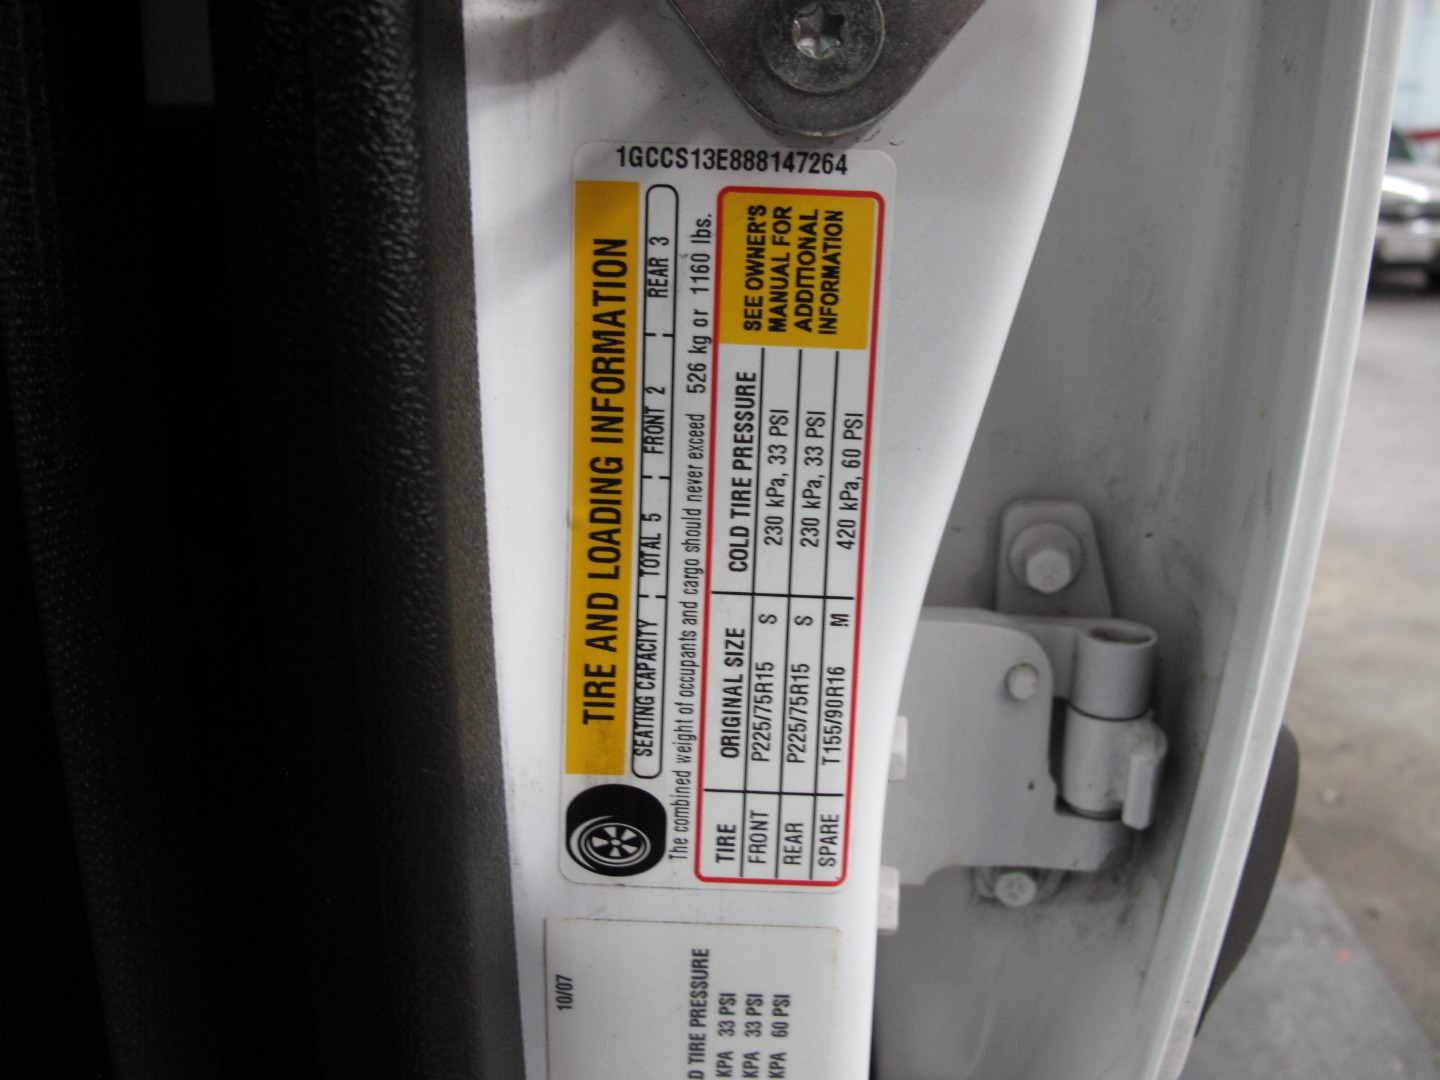 1GCCS13E888147264
TIRE AND LOADING INFORMATION
SEATING CAPACITY TOTAL 5 FRONT 2 REAR 3
The combined weight of occupants and cargo should never exceed 526 kg or 1160 lbs.
TIRE ORIGINAL SIZE COLD TIRE PRESSURE
FRONT P225/75R15 S 230 kPa, 33 PSI
REAR P225/75R15 S 230 kPa, 33 PSI
SPARE T155/90R16 M 420 kPa, 60 PSI
SEE OWNER'S
MANUAL FOR
ADDITIONAL
INFORMATION
10/07
D TIRE PRESSURE
KPA 33 PSI
KPA 33 PSI
KPA 60 PSI